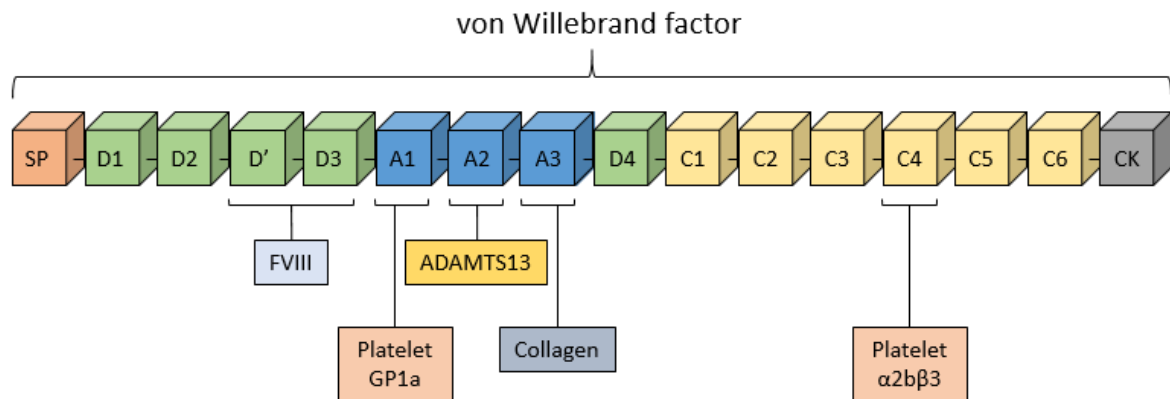 von Willebrand factor
SP D1 D2 D' D3 A1 A2 A3 D4 C1 C2 C3 C4 C5 C6 CK
FVIII
ADAMTS13
Platelet
GP1a
Collagen
Platelet
α2bβ3